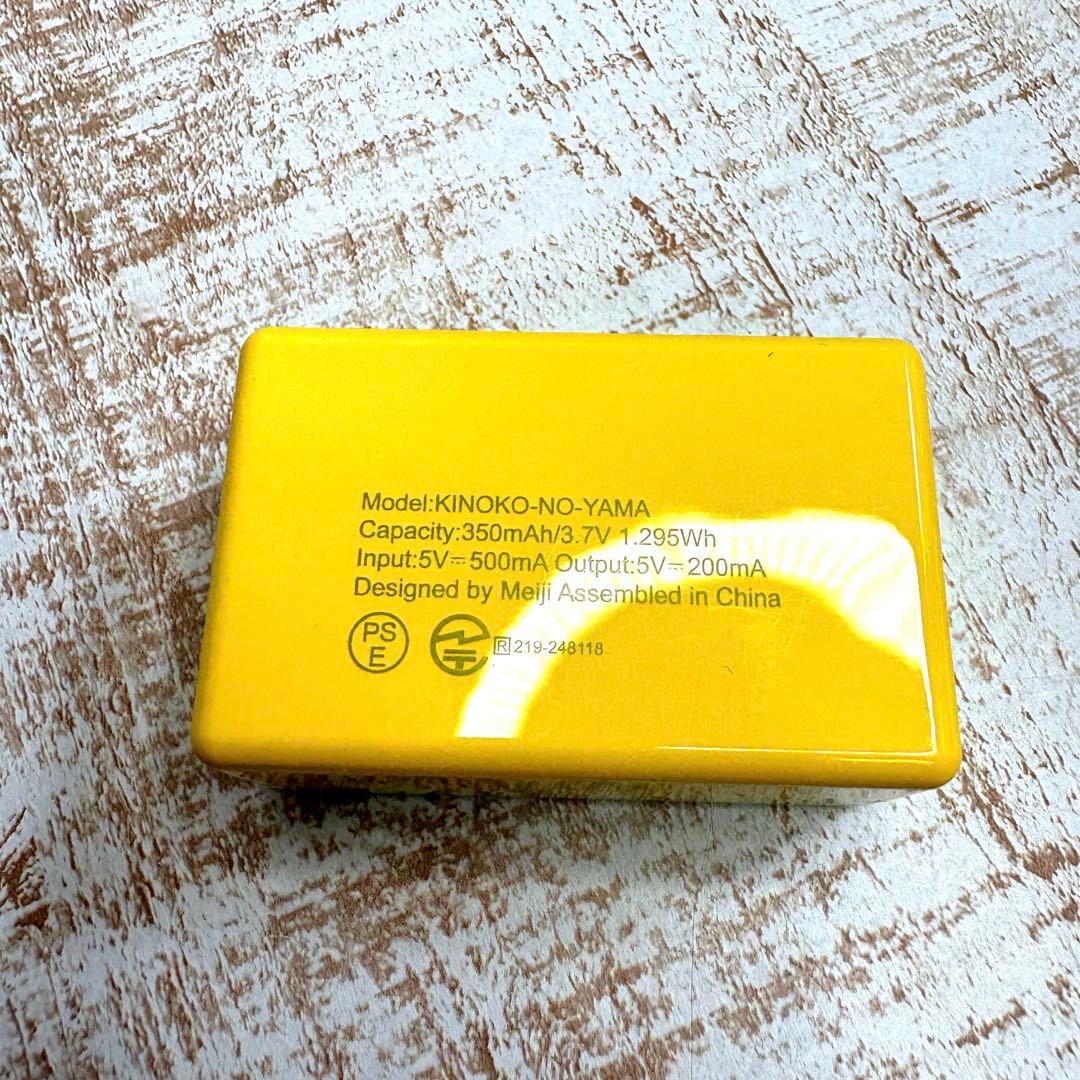 Model:KINOKO-NO-YAMA
Capacity:350mAh/3.7V 1.295Wh
Input:5V⎓500mA Output:5V⎓200mA
Designed by Meiji Assembled in China
PS
E
R 219-248118